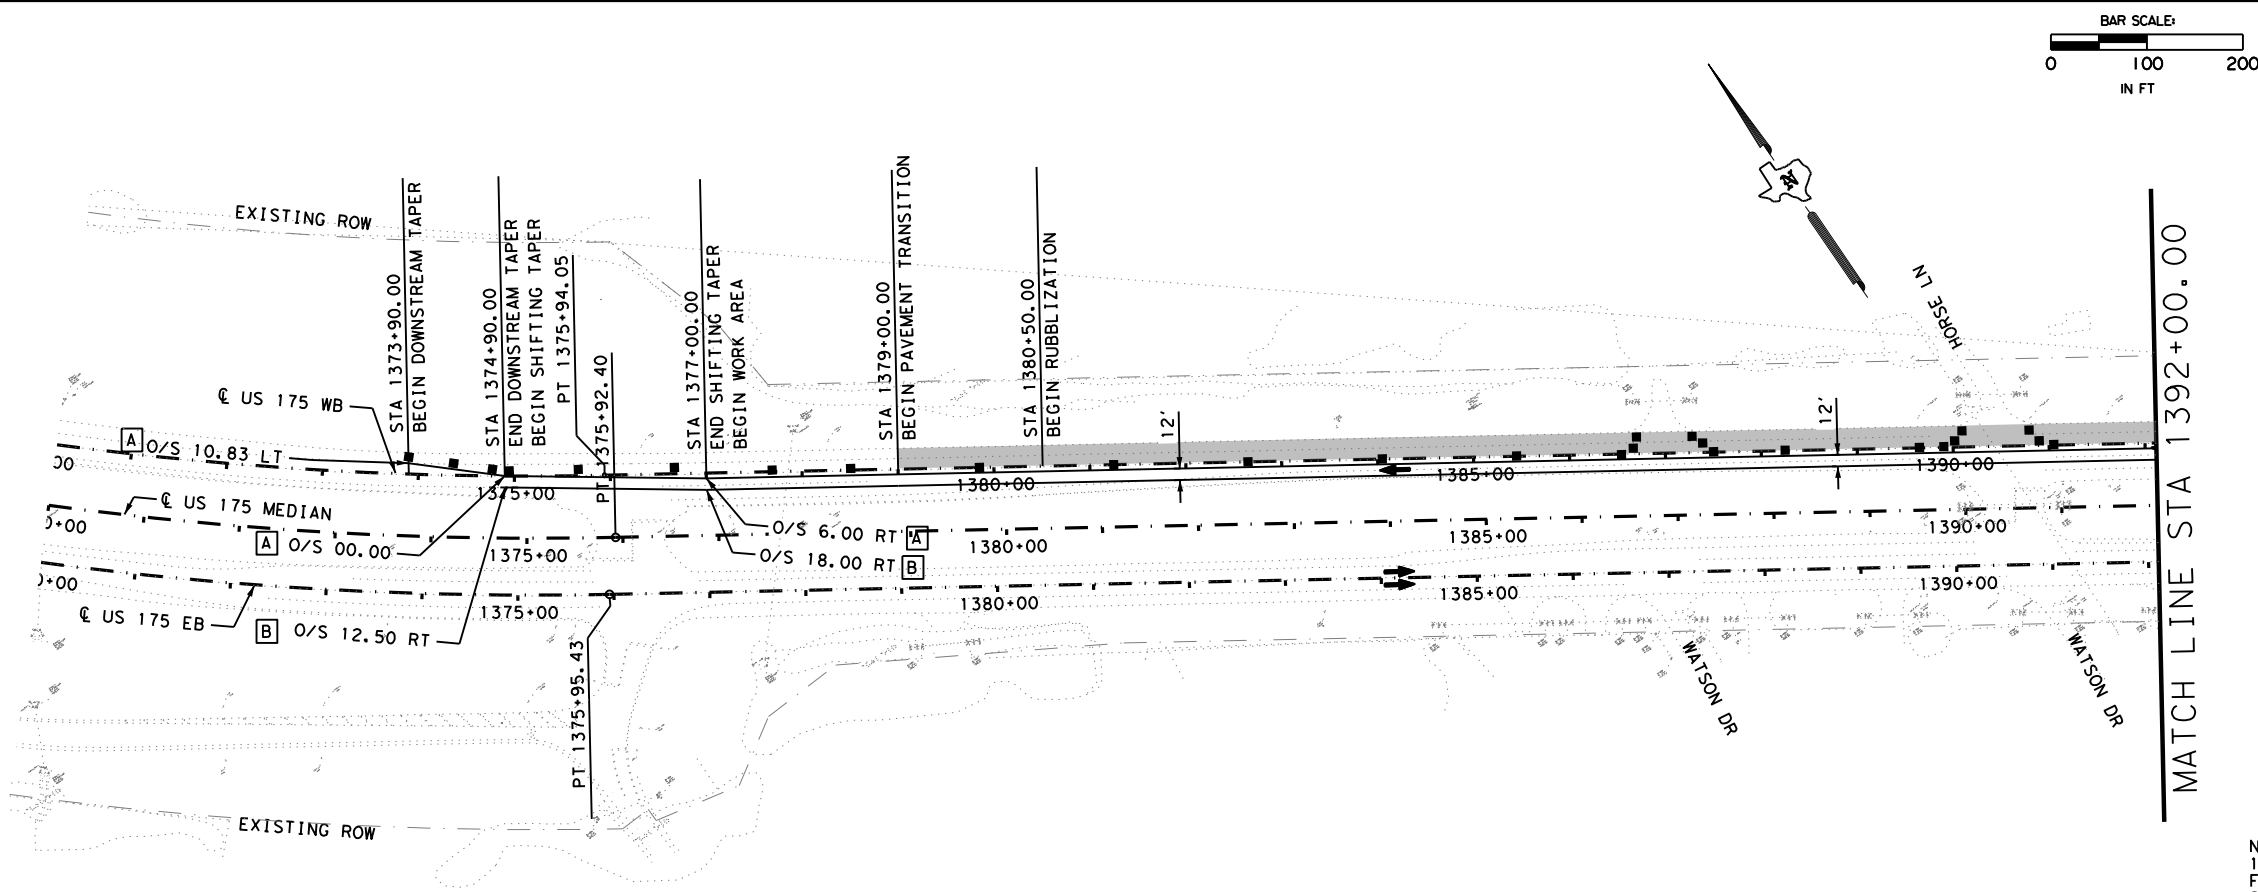 BAR SCALE:
0 100 200
IN FT
EXISTING ROW
STA 1373+90.00
BEGIN DOWNSTREAM TAPER
STA 1374+90.00
END DOWNSTREAM TAPER
BEGIN SHIFTING TAPER
PT 1375+94.05
PT 1375+92.40
STA 1377+00.00
END SHIFTING TAPER
BEGIN WORK AREA
STA 1379+00.00
BEGIN PAVEMENT TRANSITION
STA 1380+50.00
BEGIN RUBBLIZATION
12'
12'
HORSE LN
MATCH LINE STA 1392+00.00
N
℄ US 175 WB
A O/S 10.83 LT
00
1375+00
1380+00
1385+00
1390+00
℄ US 175 MEDIAN
0+00
A O/S 00.00
1375+00
O/S 6.00 RT A
O/S 18.00 RT B
1380+00
1385+00
1390+00
0+00
℄ US 175 EB
B O/S 12.50 RT
1375+00
1380+00
1385+00
1390+00
PT 1375+95.43
WATSON DR
WATSON DR
EXISTING ROW
N
1
F